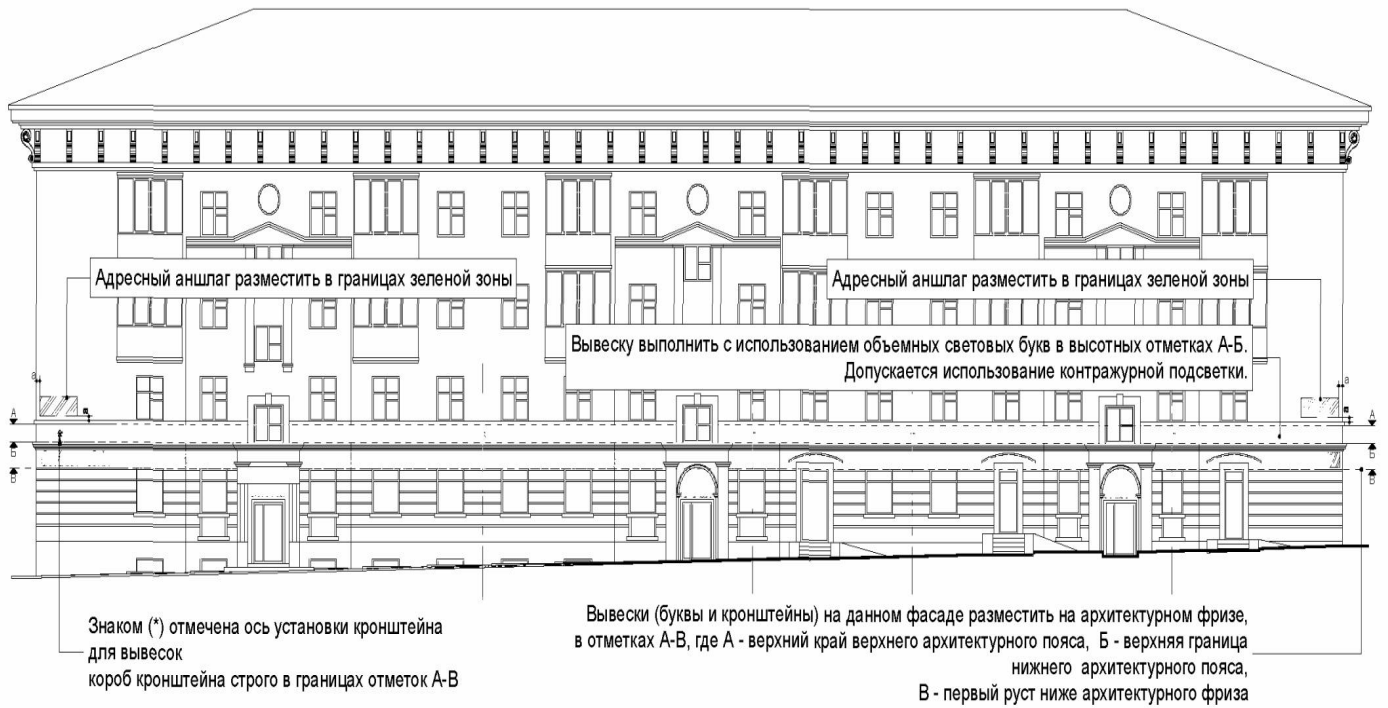 Адресный аншлаг разместить в границах зеленой зоны
Адресный аншлаг разместить в границах зеленой зоны
Вывеску выполнить с использованием объемных световых букв в высотных отметках А-Б.
Допускается использование контражурной подсветки.
а
а
а
а
А
Б
В
А
Б
В
Знаком (*) отмечена ось установки кронштейна
для вывесок
короб кронштейна строго в границах отметок А-В
Вывески (буквы и кронштейны) на данном фасаде разместить на архитектурном фризе,
в отметках А-В, где А - верхний край верхнего архитектурного пояса, Б - верхняя граница
нижнего архитектурного пояса,
В - первый руст ниже архитектурного фриза